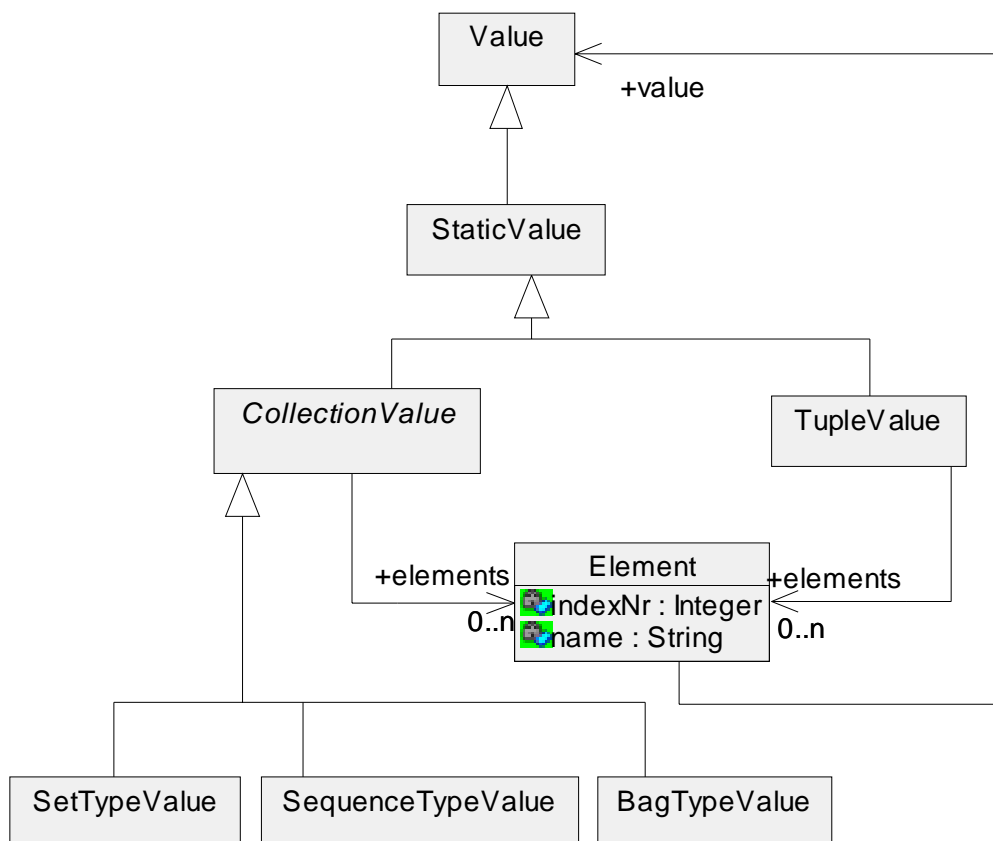 Value
+value
StaticValue
CollectionValue
TupleValue
Element
+elements
+elements
indexNr : Integer
0..n
0..n
name : String
SetTypeValue
SequenceTypeValue
BagTypeValue